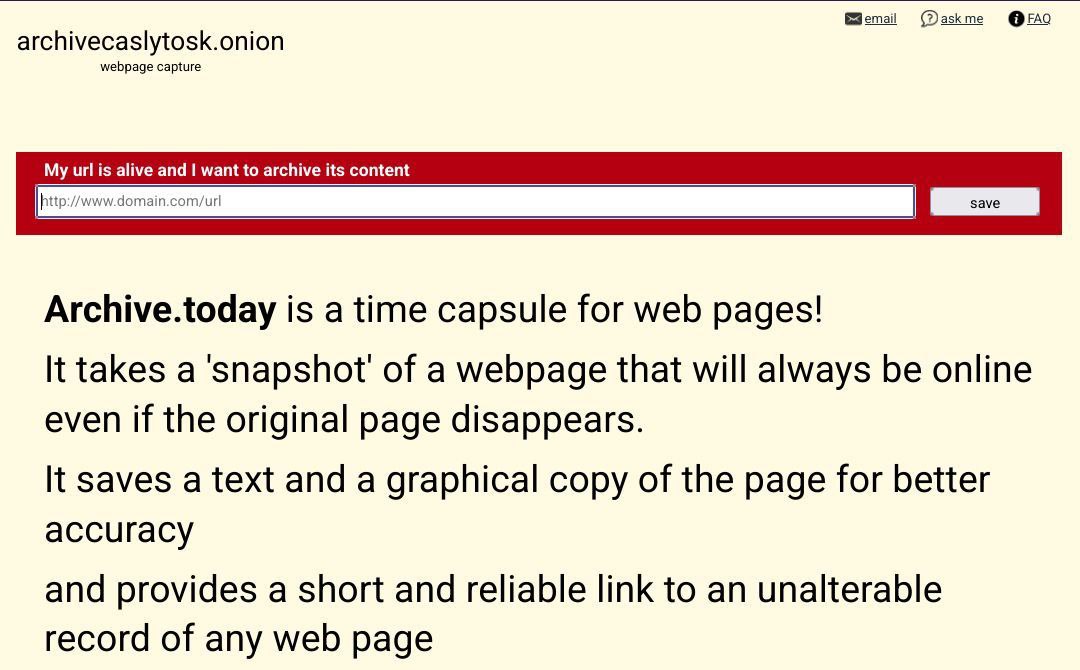 email ask me FAQ
archivecaslytosk.onion
webpage capture
My url is alive and I want to archive its content
http://www.domain.com/url
save
Archive.today is a time capsule for web pages!
It takes a 'snapshot' of a webpage that will always be online
even if the original page disappears.
It saves a text and a graphical copy of the page for better
accuracy
and provides a short and reliable link to an unalterable
record of any web page